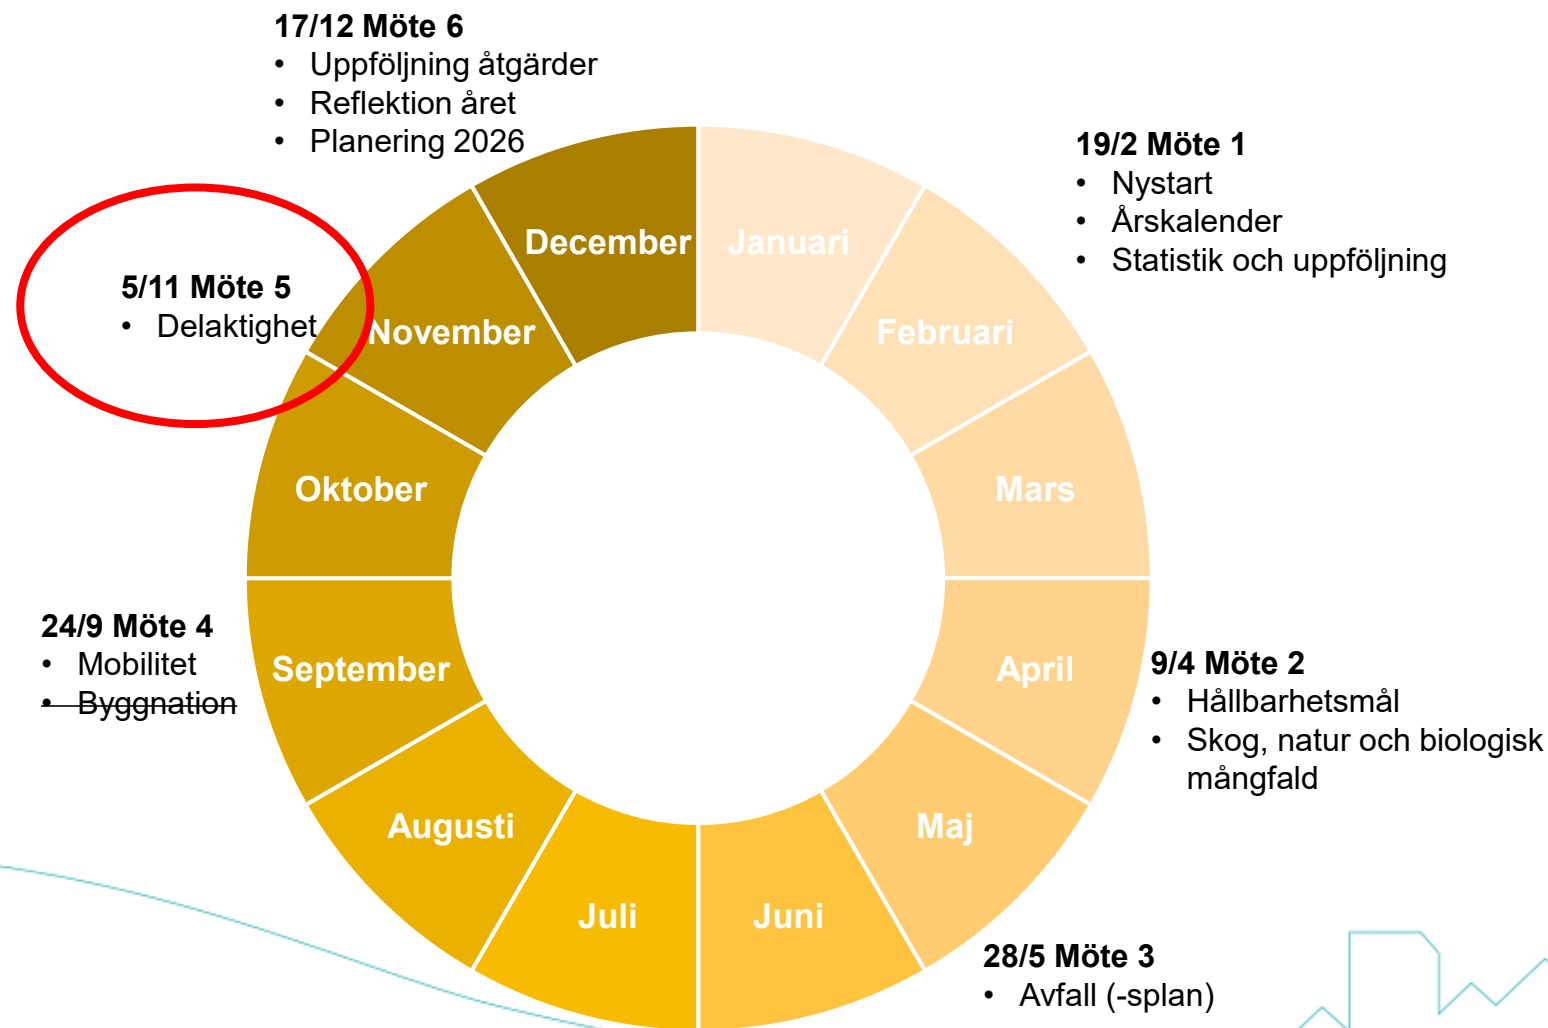 17/12 Möte 6
• Uppföljning åtgärder
• Reflektion året
• Planering 2026
19/2 Möte 1
• Nystart
• Årskalender
• Statistik och uppföljning
5/11 Möte 5
• Delaktighet
24/9 Möte 4
• Mobilitet
• Byggnation
9/4 Möte 2
• Hållbarhetsmål
• Skog, natur och biologisk
mångfald
28/5 Möte 3
• Avfall (-splan)
Januari
Februari
Mars
April
Maj
Juni
Juli
Augusti
September
Oktober
November
December